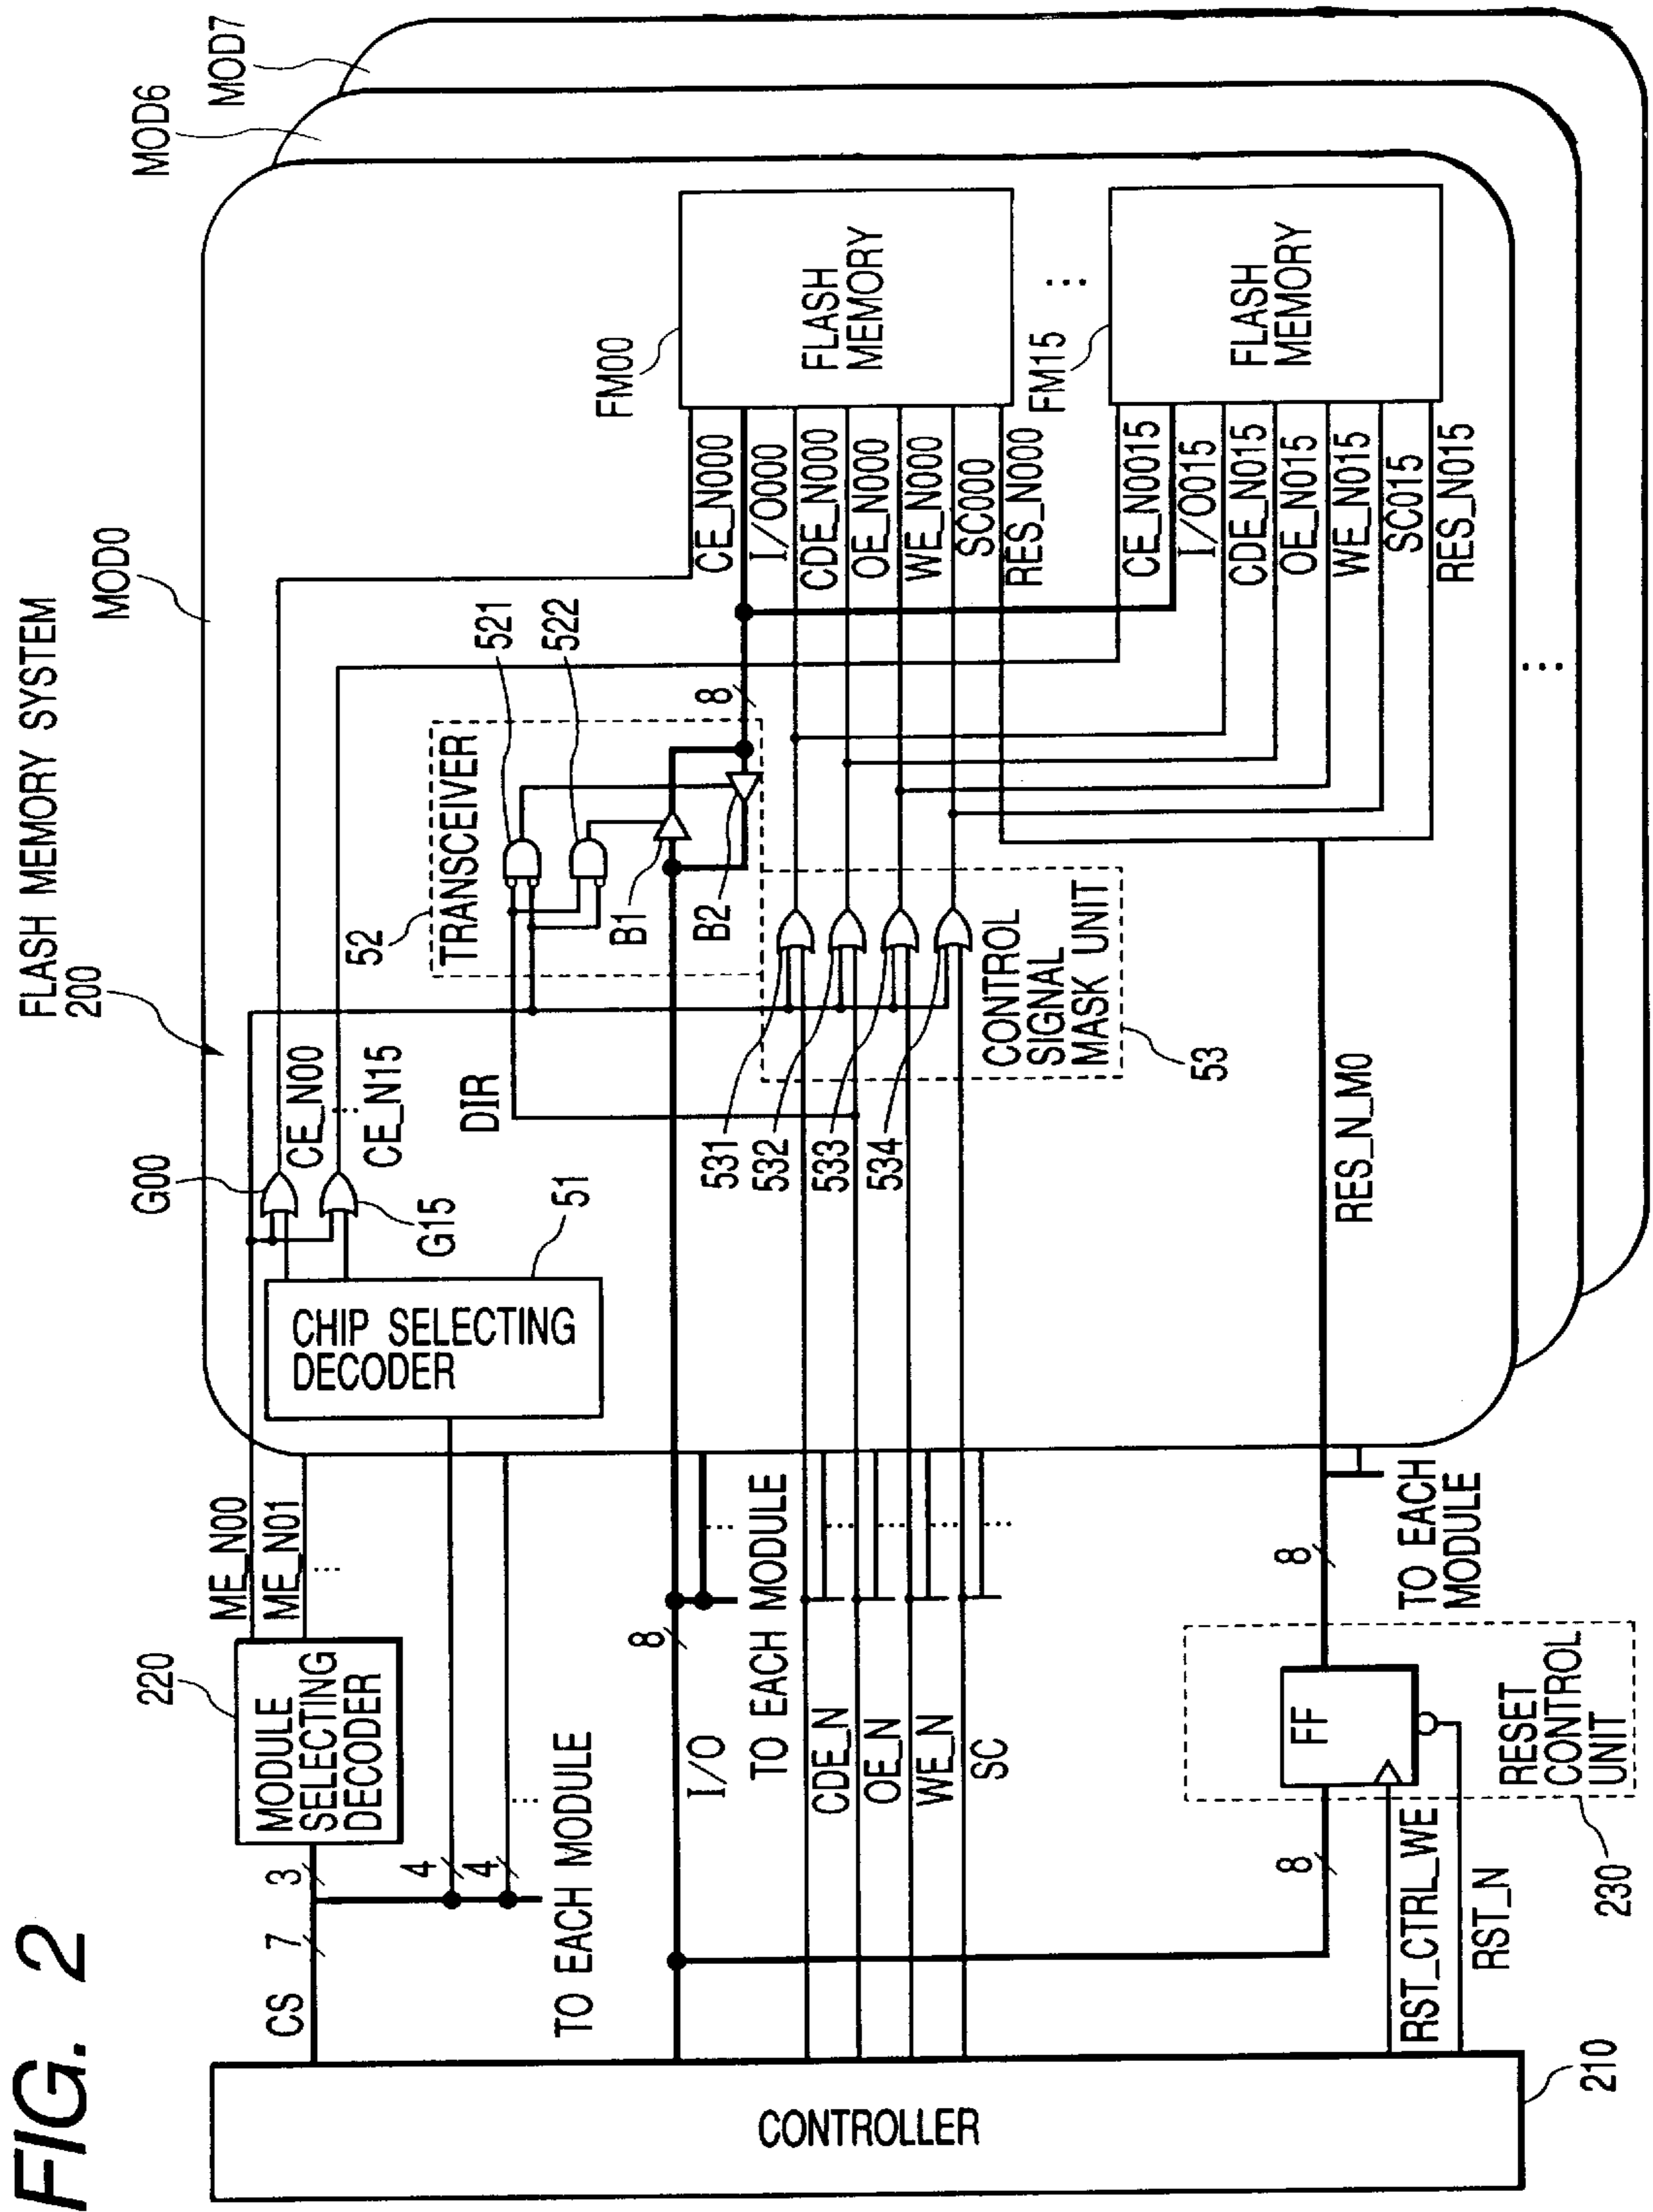 FIG. 2
FLASH MEMORY SYSTEM
200
MOD0
MOD6
MOD7
CONTROLLER
210
CS
7
3
4
4
TO EACH MODULE
MODULE
SELECTING
DECODER
220
ME_N00
ME_N01
CHIP SELECTING
DECODER
51
G00
G15
CE_N00
CE_N15
DIR
52
TRANSCEIVER
521
522
B1
B2
8
I/O
8
TO EACH MODULE
CDE_N
OE_N
WE_N
SC
531
532
533
534
CONTROL
SIGNAL
MASK UNIT
53
FM00
FLASH
MEMORY
CE_N000
I/O000
CDE_N000
OE_N000
WE_N000
SC000
RES_N000
FM15
FLASH
MEMORY
CE_N0015
I/O015
CDE_N015
OE_N015
WE_N015
SC015
RES_N015
RES_N_M0
8
TO EACH
MODULE
8
FF
RESET
CONTROL
UNIT
230
RST_CTRL_WE
RST_N